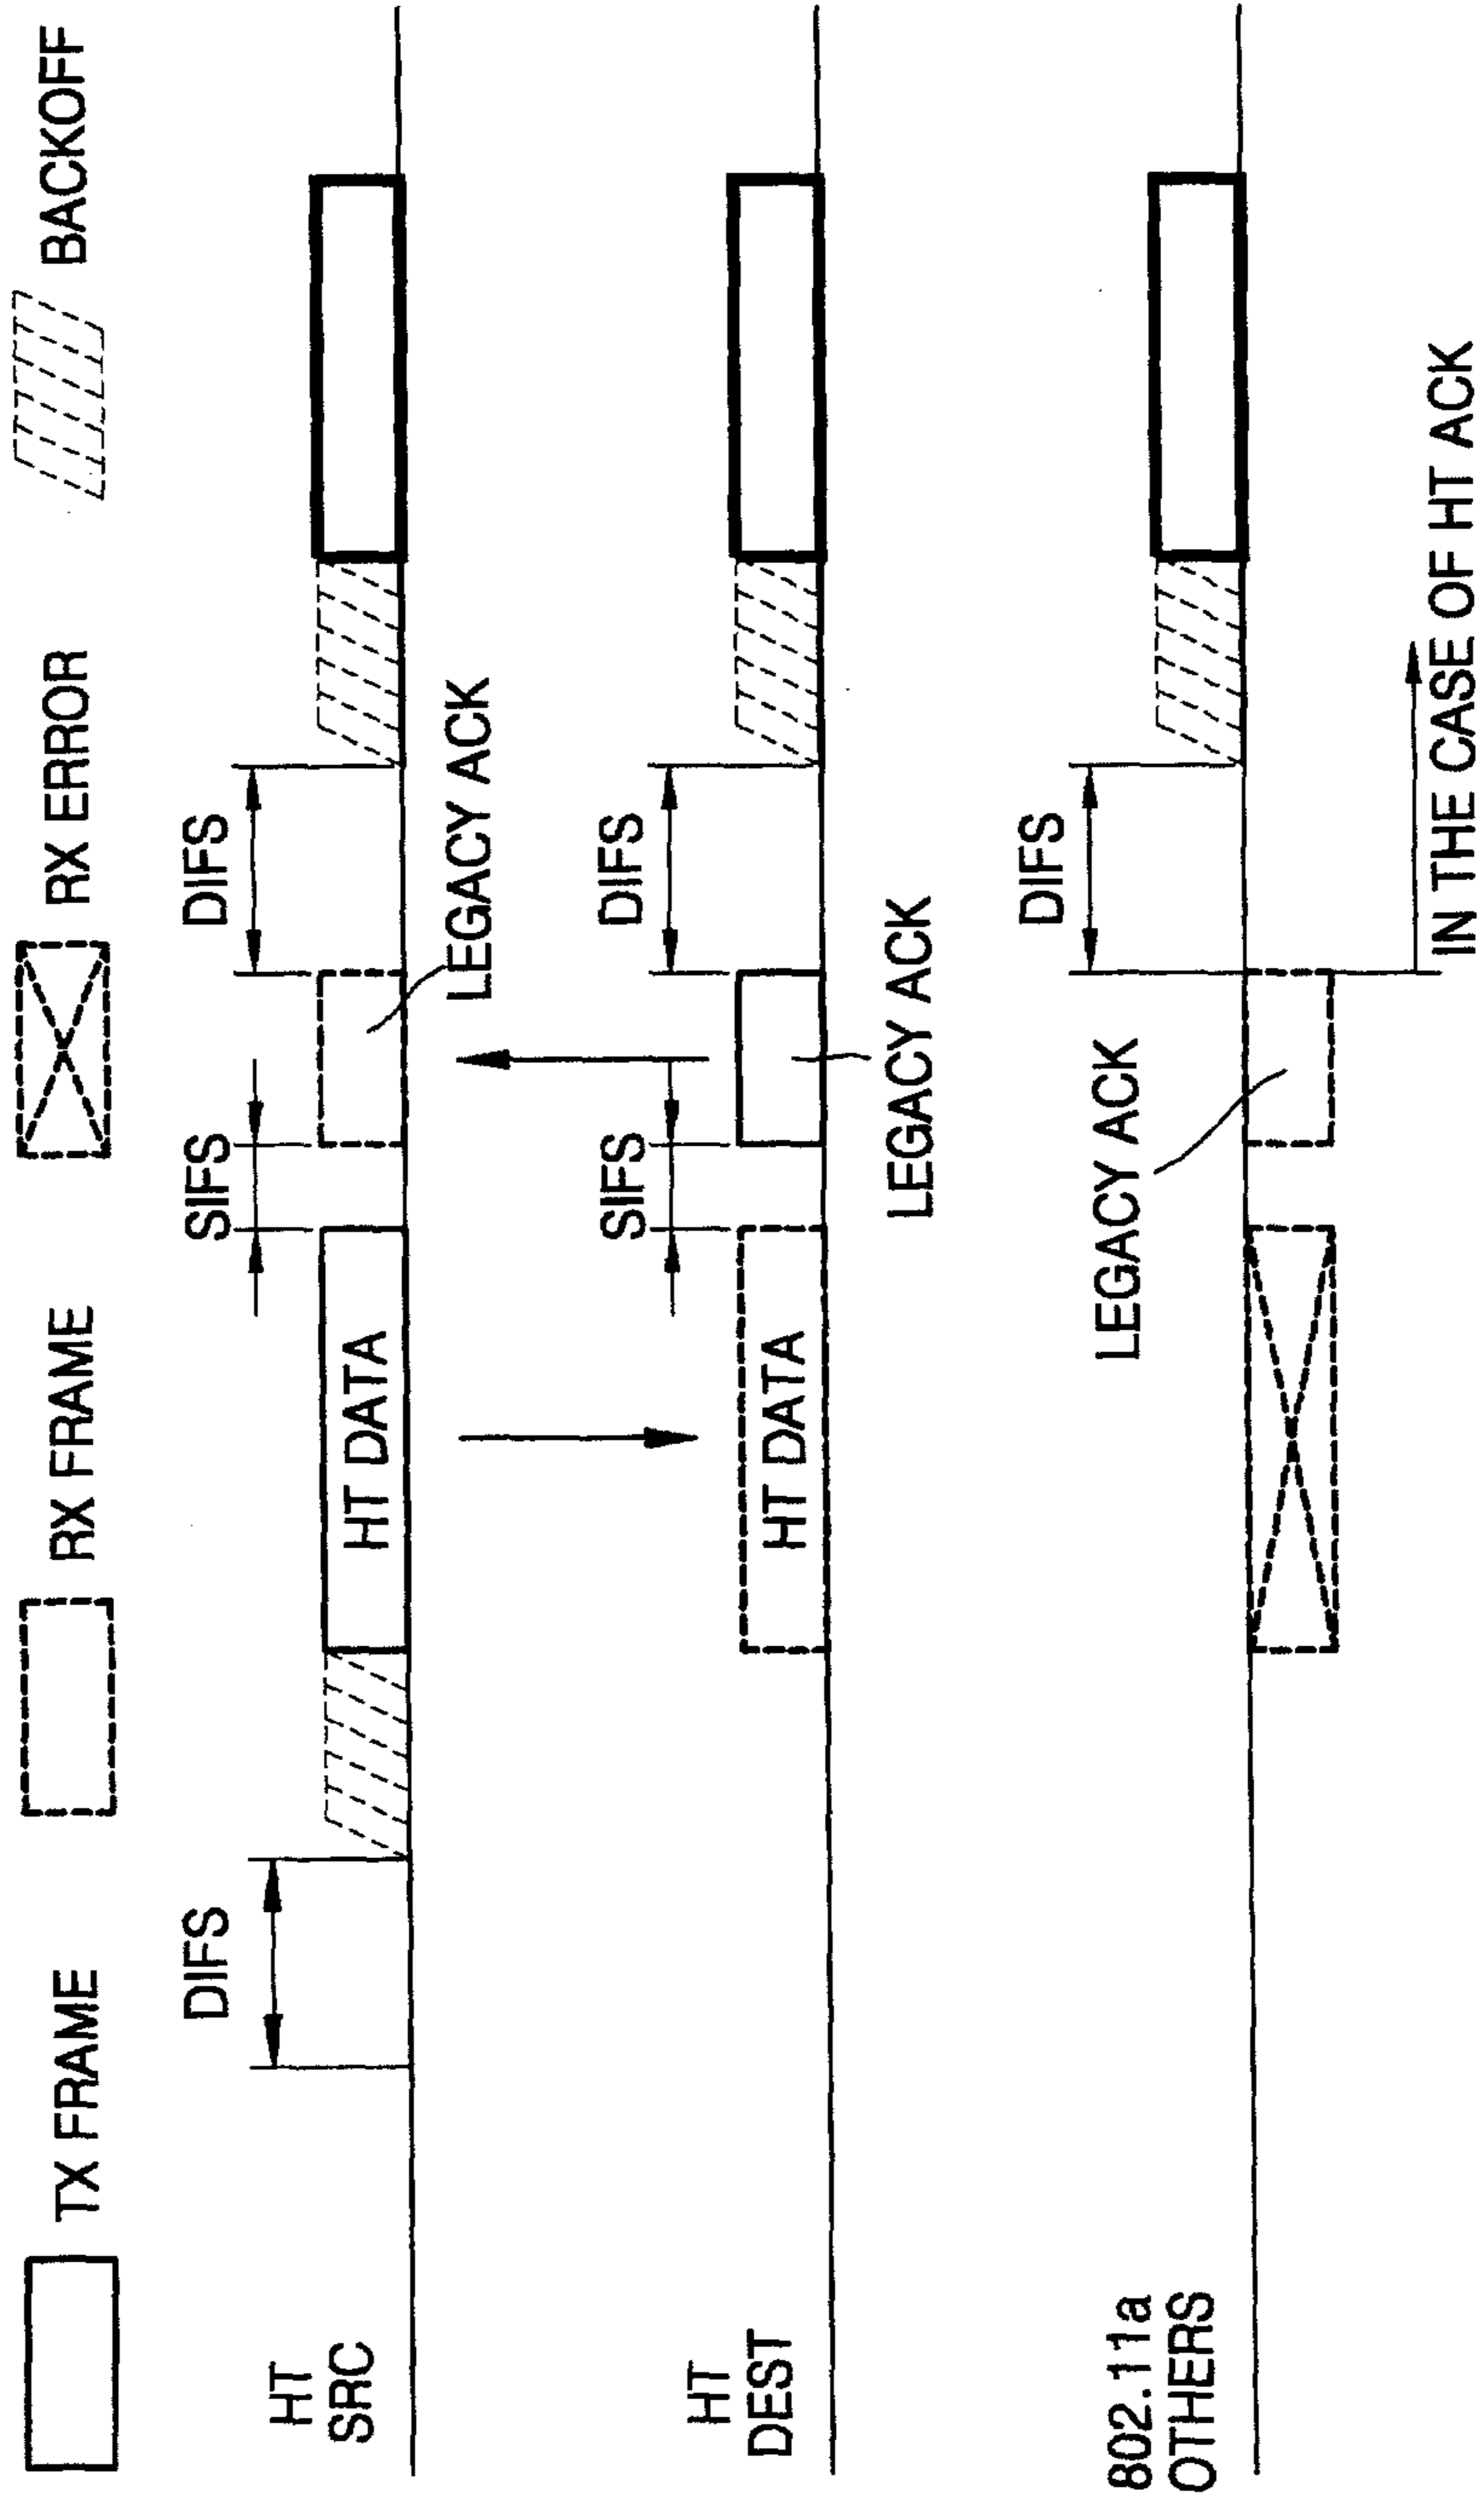 TX FRAME
RX FRAME
RX ERROR
BACKOFF
HT
SRC
DIFS
HT DATA
SIFS
LEGACY ACK
DIFS
HT
DEST
HT DATA
SIFS
LEGACY ACK
DIFS
802.11a
OTHERS
LEGACY ACK
DIFS
IN THE CASE OF HT ACK